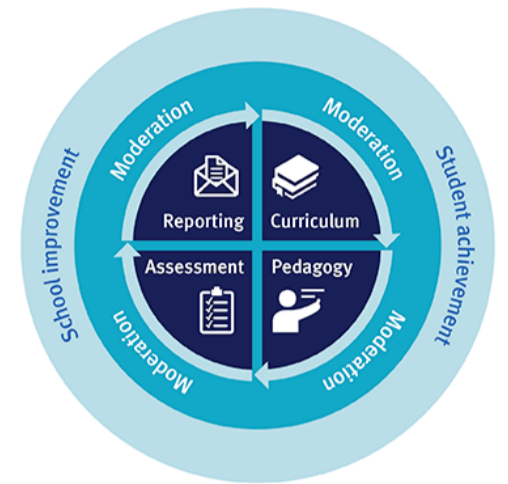 Moderation
Moderation
School improvement
Student achievement
Reporting
Curriculum
Assessment
Pedagogy
Moderation
Moderation